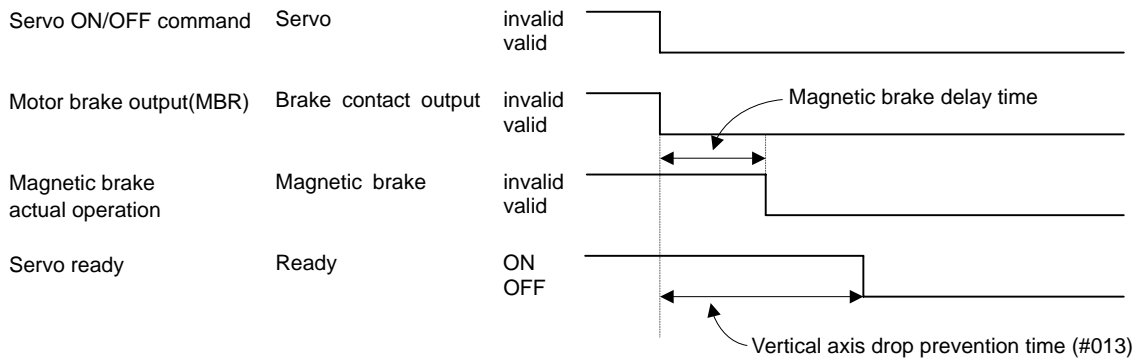 Servo ON/OFF command Servo invalid
valid
Motor brake output(MBR) Brake contact output invalid
valid
Magnetic brake delay time
Magnetic brake
actual operation
Magnetic brake invalid
valid
Servo ready Ready ON
OFF
Vertical axis drop prevention time (#013)